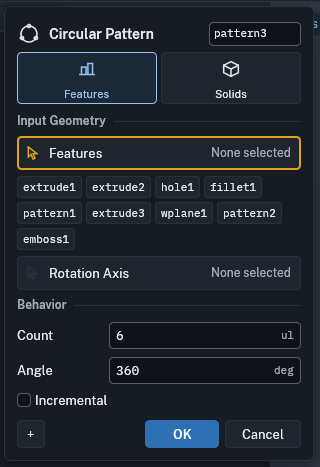 Circular Pattern pattern3
Features Solids
Input Geometry
Features None selected
extrude1 extrude2 hole1 fillet1
pattern1 extrude3 wplane1 pattern2
emboss1
Rotation Axis None selected
Behavior
Count 6 ul
Angle 360 deg
Incremental
+ OK Cancel